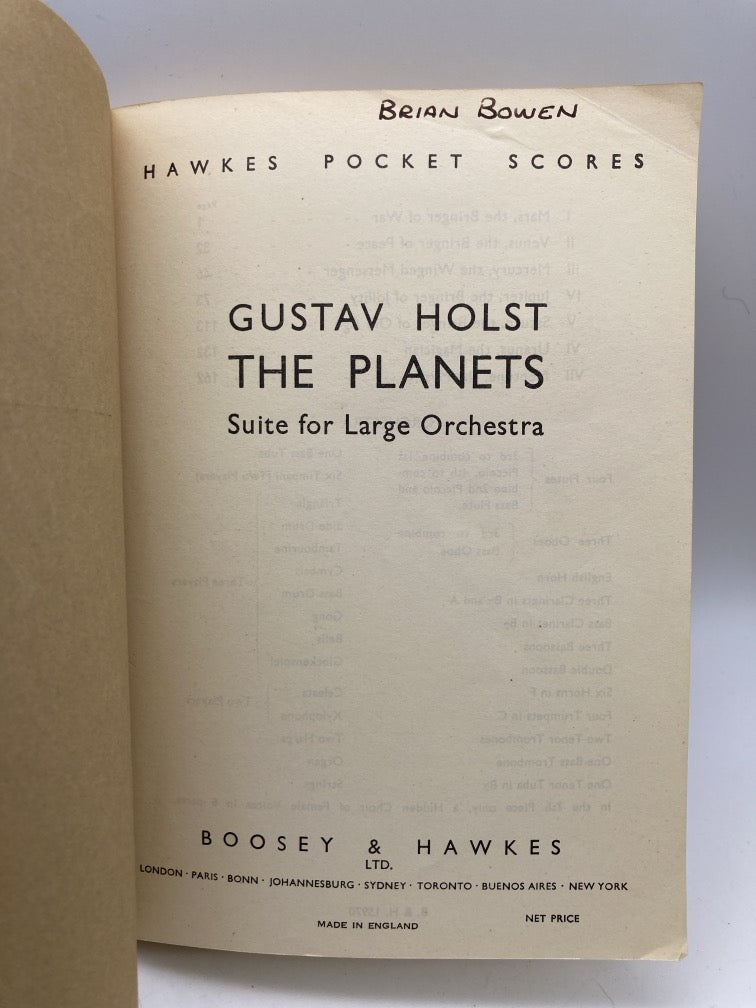 BRIAN BOWEN
HAWKES POCKET SCORES
GUSTAV HOLST
THE PLANETS
Suite for Large Orchestra
BOOSEY & HAWKES
LTD.
LONDON · PARIS · BONN · JOHANNESBURG · SYDNEY · TORONTO · BUENOS AIRES · NEW YORK
MADE IN ENGLAND
NET PRICE